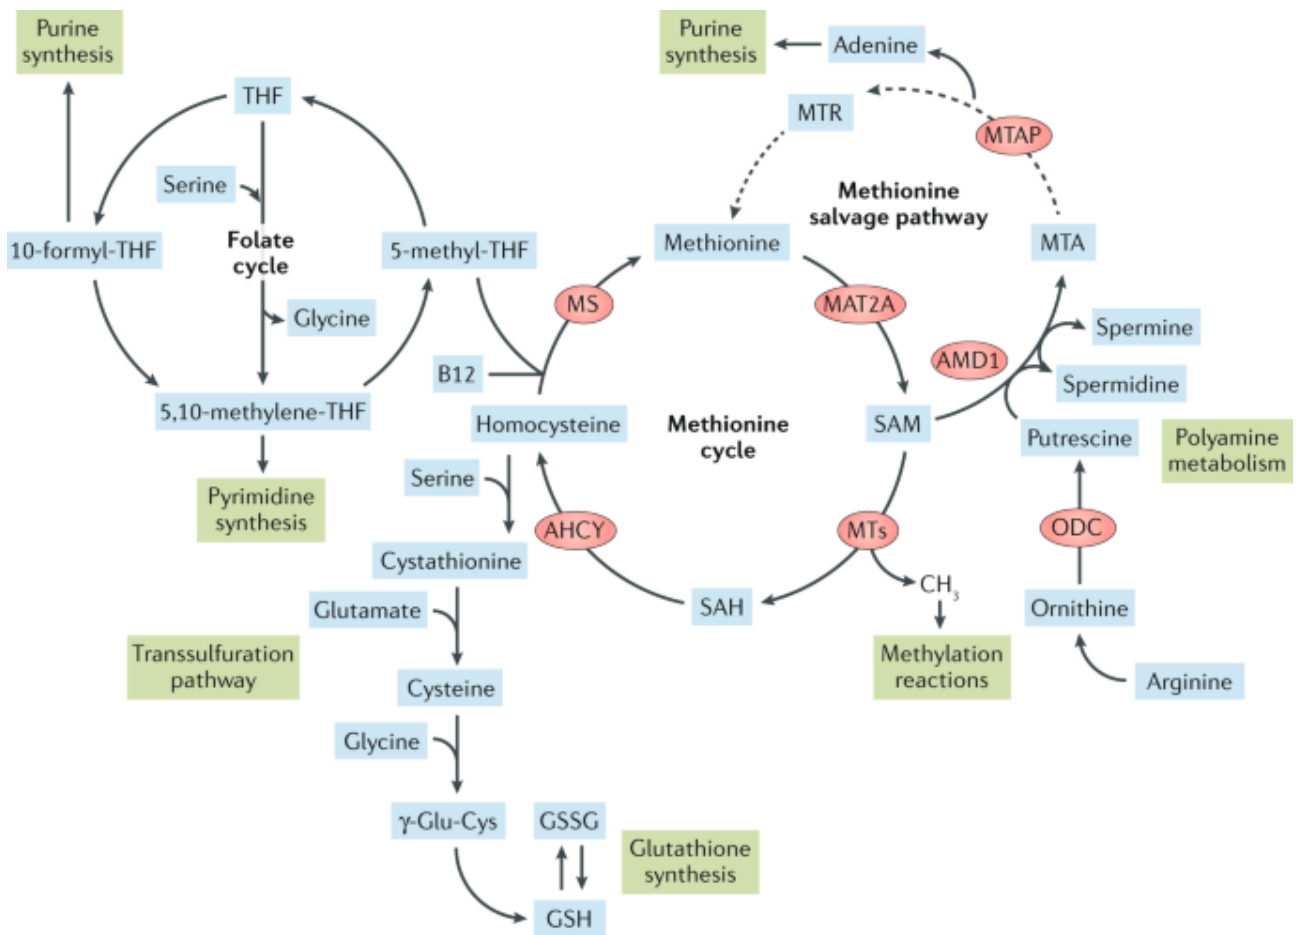 Purine
synthesis
THF
Serine
10-formyl-THF
Folate
cycle
5-methyl-THF
Glycine
5,10-methylene-THF
Pyrimidine
synthesis
Purine
synthesis
Adenine
MTR
MTAP
Methionine
salvage pathway
Methionine
MTA
MS
MAT2A
B12
AMD1
Spermine
Spermidine
Homocysteine
Methionine
cycle
SAM
Putrescine
Polyamine
metabolism
Serine
AHCY
MTs
ODC
Cystathionine
SAH
CH₃
Ornithine
Glutamate
Transsulfuration
pathway
Methylation
reactions
Arginine
Cysteine
Glycine
γ-Glu-Cys
GSSG
Glutathione
synthesis
GSH